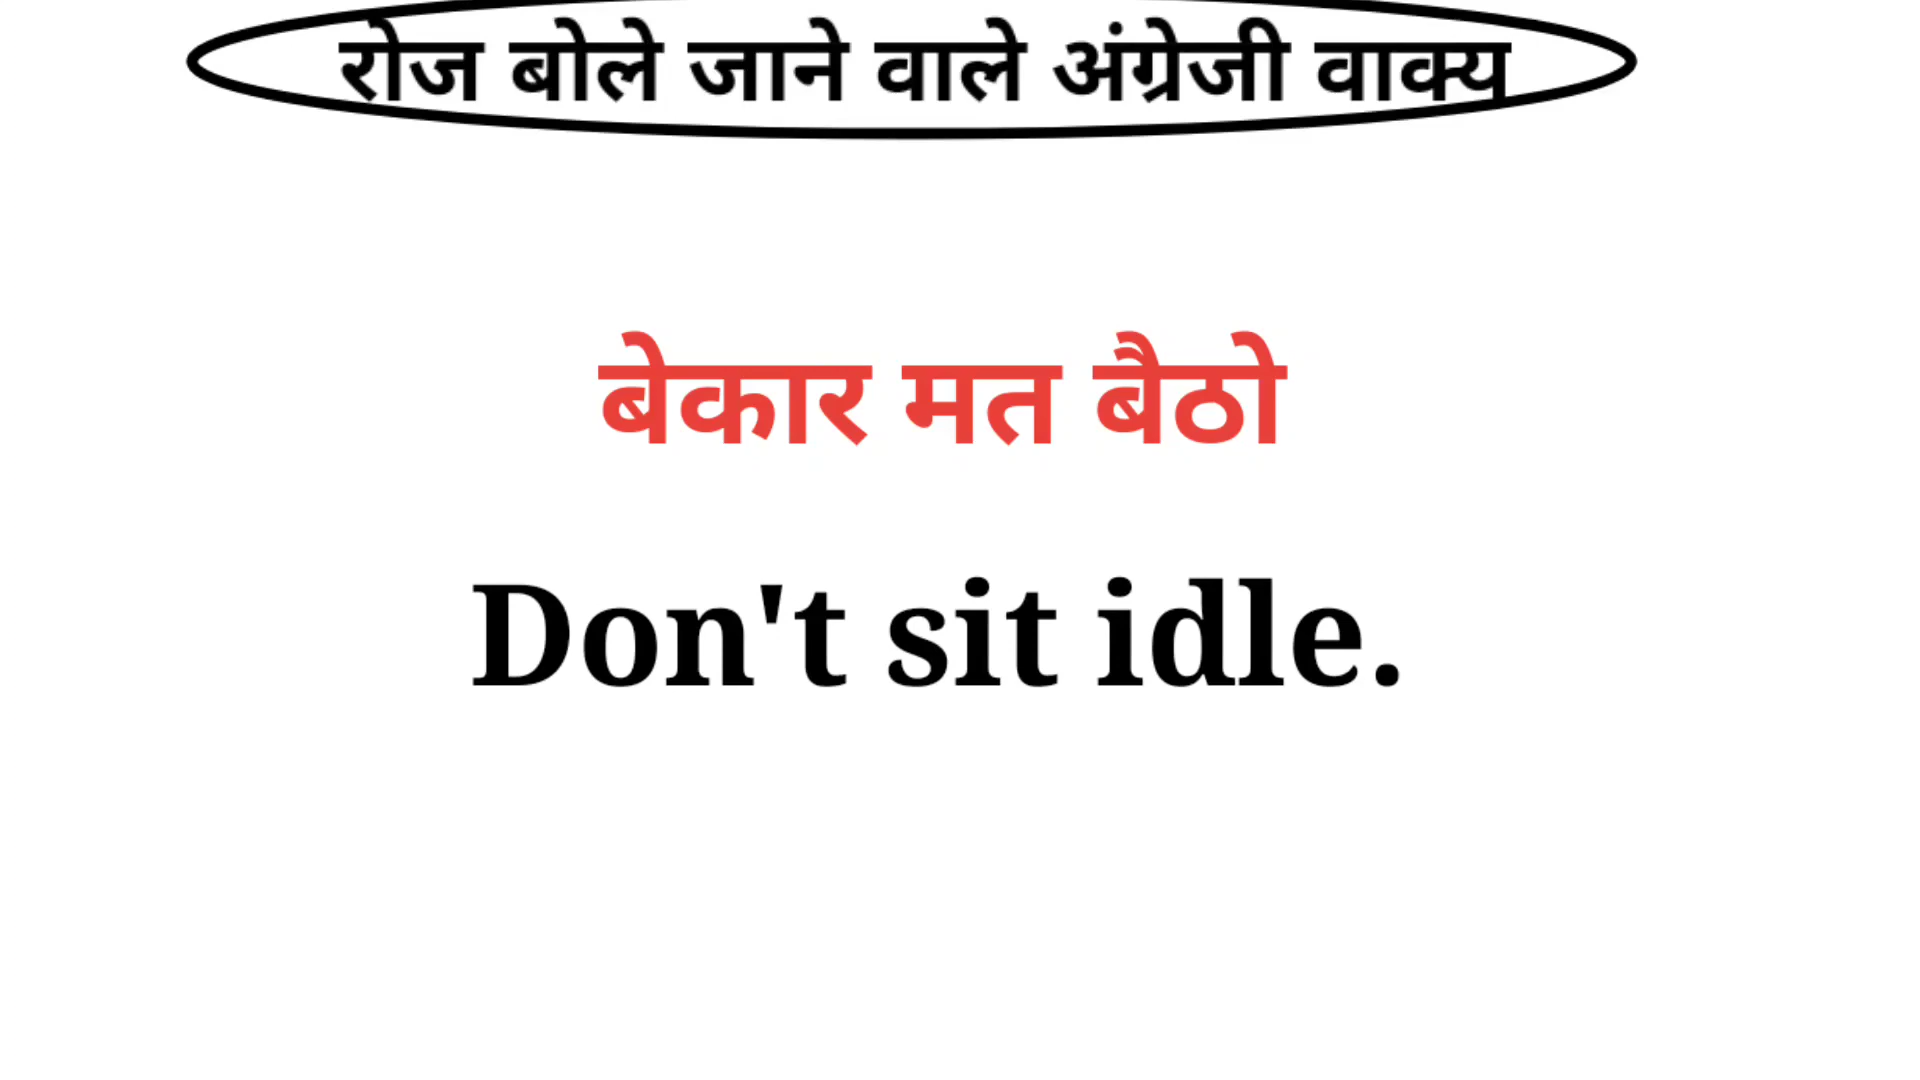 रोज बोले जाने वाले अंग्रेजी वाक्य
बेकार मत बैठो
Don't sit idle.